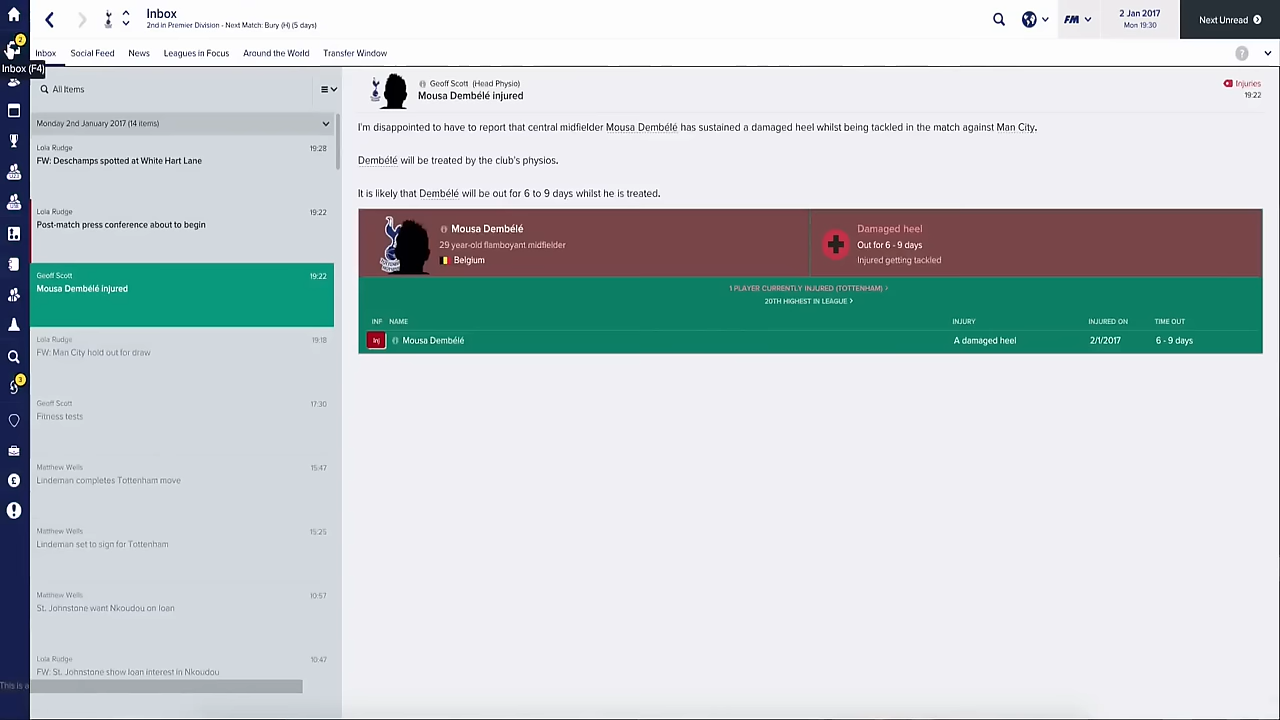 Inbox
2nd in Premier Division - Next Match: Bury (H) (5 days)
FM
2 Jan 2017
Mon 19:30
Next Unread
2
Inbox
Social Feed
News
Leagues in Focus
Around the World
Transfer Window
?
Inbox (F4)
All Items
Monday 2nd January 2017 (14 items)
Lola Rudge
19:28
FW: Deschamps spotted at White Hart Lane
Lola Rudge
19:22
Post-match press conference about to begin
Geoff Scott
19:22
Mousa Dembélé injured
Lola Rudge
19:18
FW: Man City hold out for draw
Geoff Scott
17:30
Fitness tests
Matthew Wells
15:47
Lindeman completes Tottenham move
Matthew Wells
15:25
Lindeman set to sign for Tottenham
Matthew Wells
10:57
St. Johnstone want Nkoudou on loan
Lola Rudge
10:47
FW: St. Johnstone show loan interest in Nkoudou
3
This is a
Geoff Scott (Head Physio)
Mousa Dembélé injured
Injuries
19:22
I'm disappointed to have to report that central midfielder Mousa Dembélé has sustained a damaged heel whilst being tackled in the match against Man City.
Dembélé will be treated by the club's physios.
It is likely that Dembélé will be out for 6 to 9 days whilst he is treated.
Mousa Dembélé
29 year-old flamboyant midfielder
Belgium
Damaged heel
Out for 6 - 9 days
Injured getting tackled
1 PLAYER CURRENTLY INJURED (TOTTENHAM) >
20TH HIGHEST IN LEAGUE >
INF NAME INJURY INJURED ON TIME OUT
Inj Mousa Dembélé A damaged heel 2/1/2017 6 - 9 days